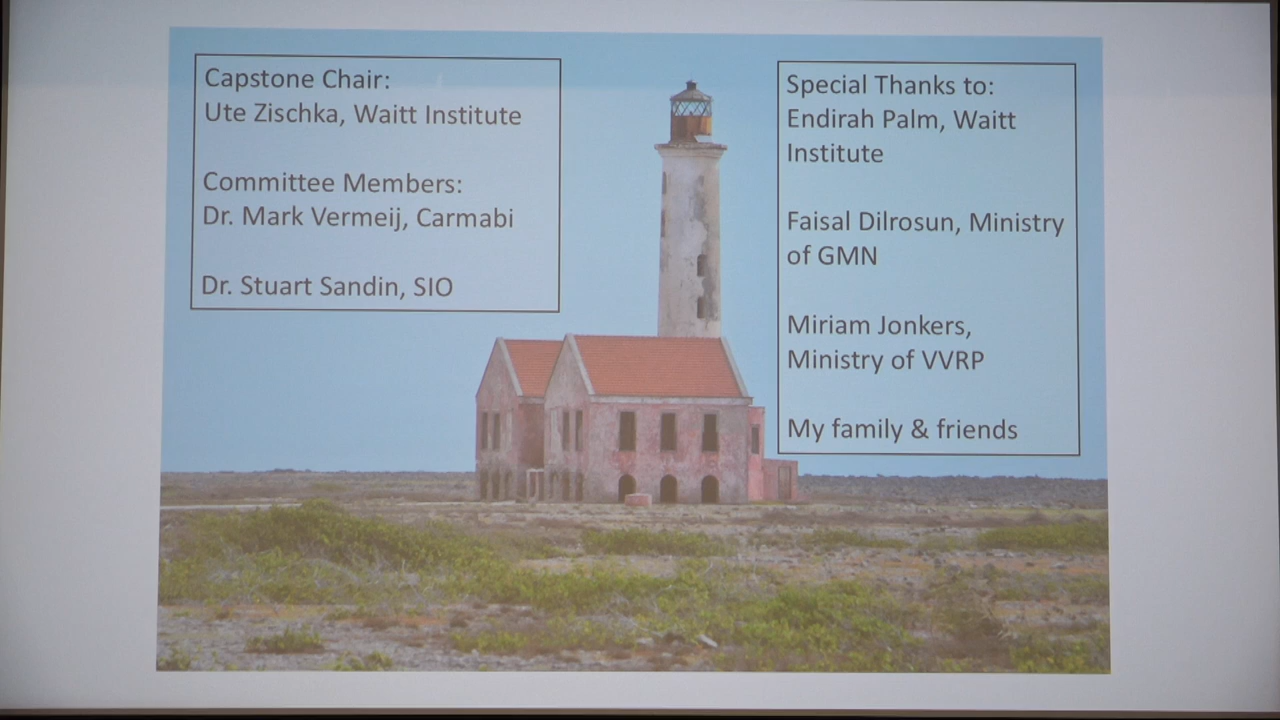 Capstone Chair:
Ute Zischka, Waitt Institute
Committee Members:
Dr. Mark Vermeij, Carmabi
Dr. Stuart Sandin, SIO
Special Thanks to:
Endirah Palm, Waitt
Institute
Faisal Dilrosun, Ministry
of GMN
Miriam Jonkers,
Ministry of VVRP
My family & friends